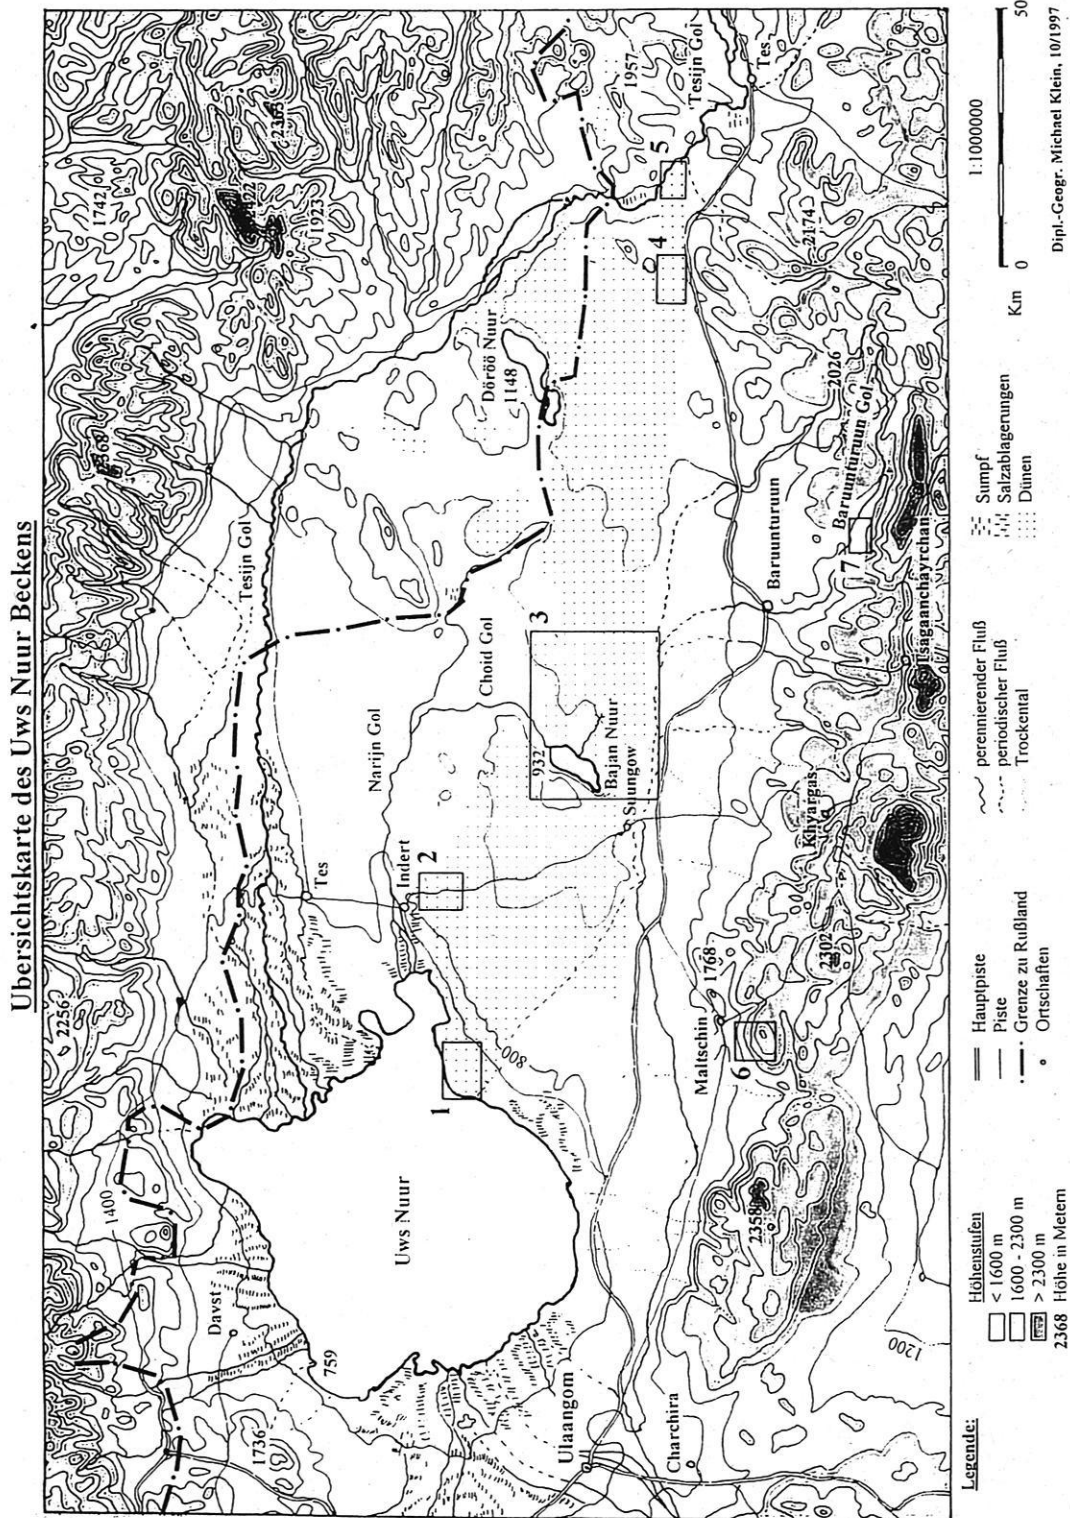 Übersichtskarte des Uws Nuur Beckens
2256
2368
1742
2365
1923
1400
Davst
759
1736
Uws Nuur
Tesijn Gol
Tes
Narijn Gol
Indert
Choid Gol
Döröö Nuur
1148
1957
Tesijn Gol
Tes
1
2
3
4
5
932
Bajan Nuur
800
Ulaangom
Charchira
Maltschin
1768
6
2358
2302
Khyargas
Baruunturuun
Baruunturuun Gol
7
Tsagaanchayrchan
2026
2174
1200
Legende:
Höhenstufen
< 1600 m
1600 - 2300 m
> 2300 m
2368 Höhe in Metern
Hauptpiste
Piste
Grenze zu Rußland
Ortschaften
perennierender Fluß
periodischer Fluß
Trockental
Sumpf
Salzablagerungen
Dünen
1:1000000
Km 0 50
Dipl.-Geogr. Michael Klein, 10/1997